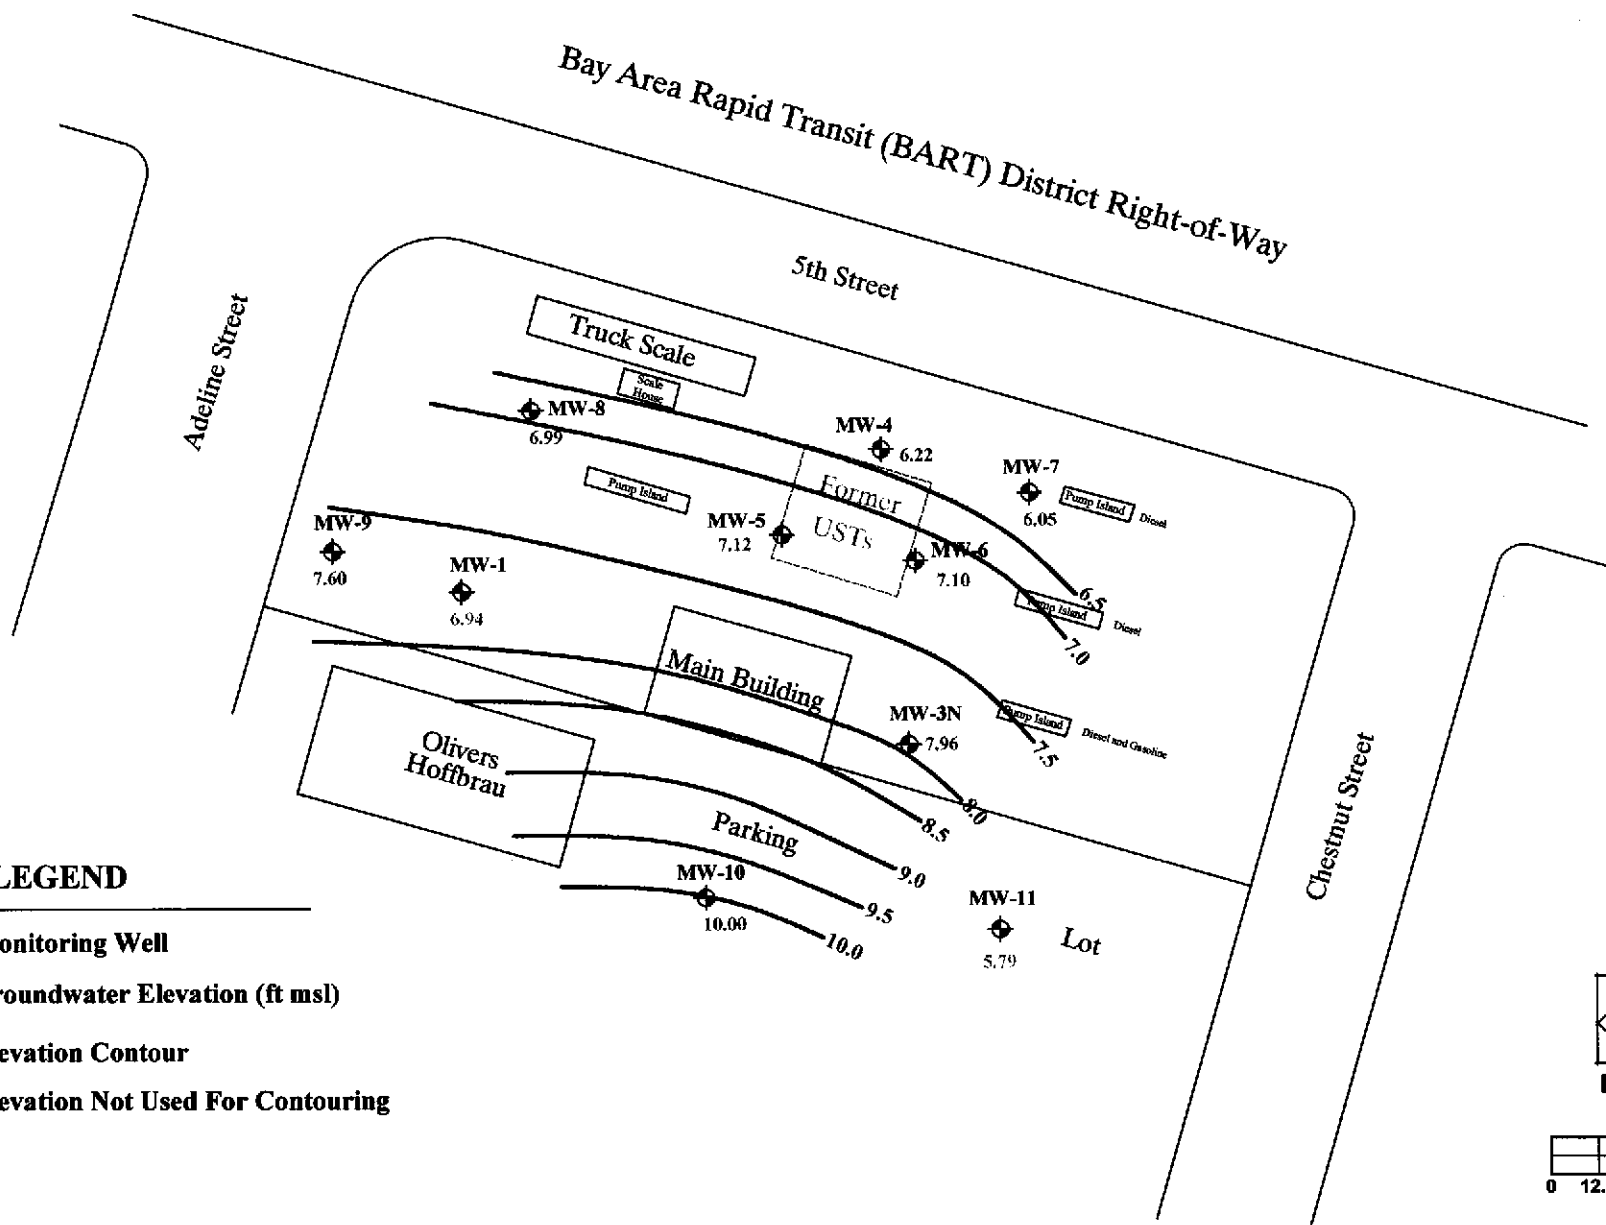 Bay Area Rapid Transit (BART) District Right-of-Way
5th Street
Adeline Street
Truck Scale
Scale
House
MW-8
6.99
MW-4
6.22
MW-7
6.05
Pump Island
Diesel
Pump Island
Former
USTs
MW-5
7.12
MW-6
7.10
MW-9
7.60
MW-1
6.94
6.5
Pump Island
Diesel
7.0
Main Building
MW-3N
7.96
Pump Island
Diesel and Gasoline
7.5
Olivers
Hoffbrau
8.0
8.5
Parking
9.0
MW-10
10.00
9.5
10.0
MW-11
5.79
Lot
Chestnut Street
LEGEND
onitoring Well
roundwater Elevation (ft msl)
evation Contour
evation Not Used For Contouring
0 12.